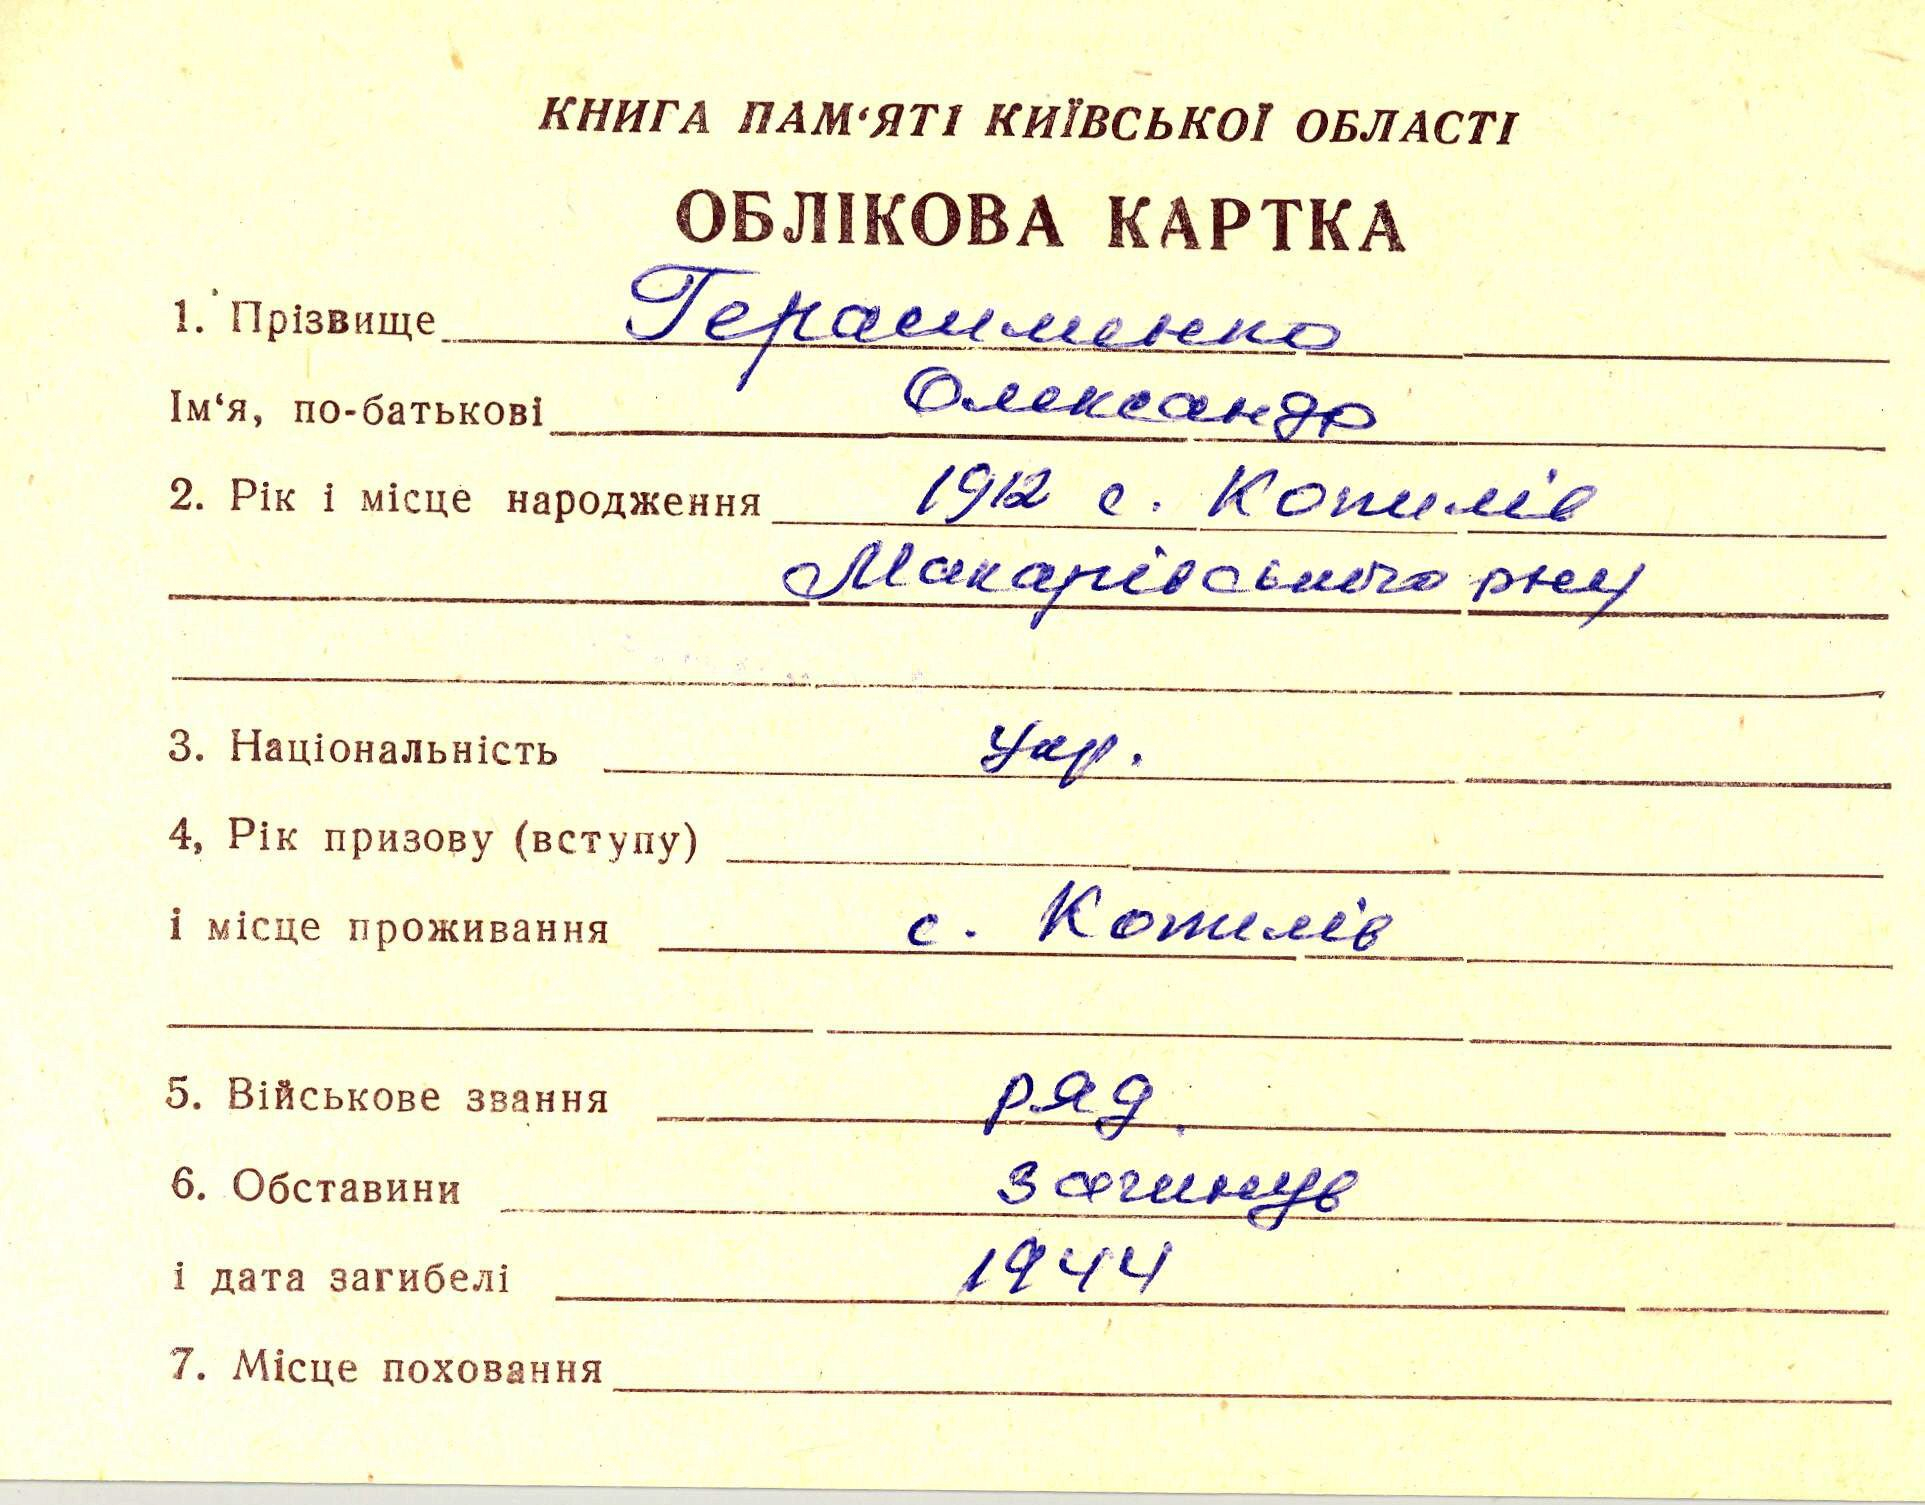 КНИГА ПАМ‘ЯТІ КИЇВСЬКОЇ ОБЛАСТІ
ОБЛІКОВА КАРТКА
1. Прізвище Герасименко
Ім‘я, по-батькові Олександр
2. Рік і місце народження 1912 с. Копилів
Макарівського рну
3. Національність укр.
4, Рік призову (вступу)
і місце проживання с. Копилів
5. Військове звання ряд.
6. Обставини загинув
і дата загибелі 1944
7. Місце поховання